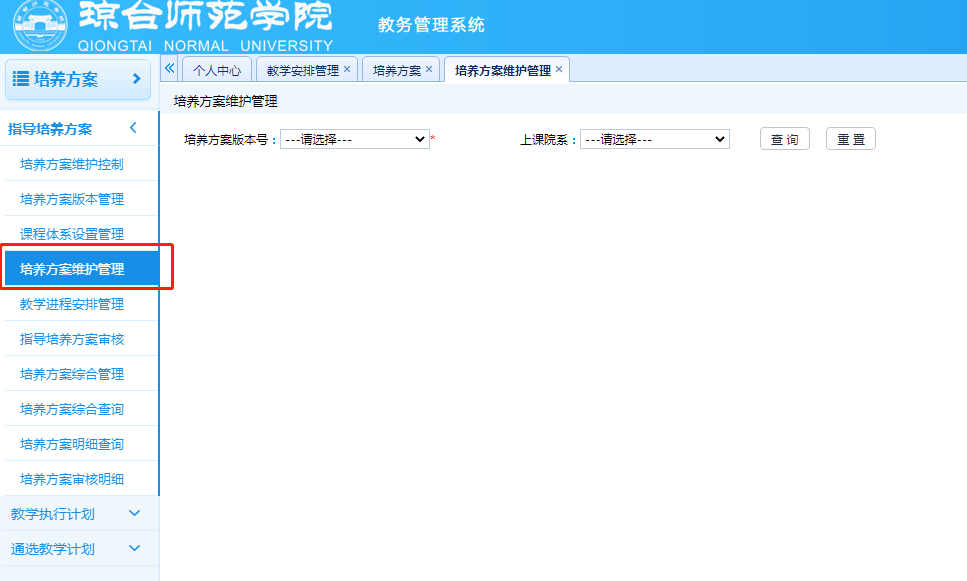 琼台师范学院
QIONGTAI NORMAL UNIVERSITY
教务管理系统
培养方案
个人中心
教学安排管理
培养方案
培养方案维护管理
培养方案维护管理
培养方案版本号：---请选择---*
上课院系：---请选择---
查 询
重 置
指导培养方案
培养方案维护控制
培养方案版本管理
课程体系设置管理
培养方案维护管理
教学进程安排管理
指导培养方案审核
培养方案综合管理
培养方案综合查询
培养方案明细查询
培养方案审核明细
教学执行计划
通选教学计划